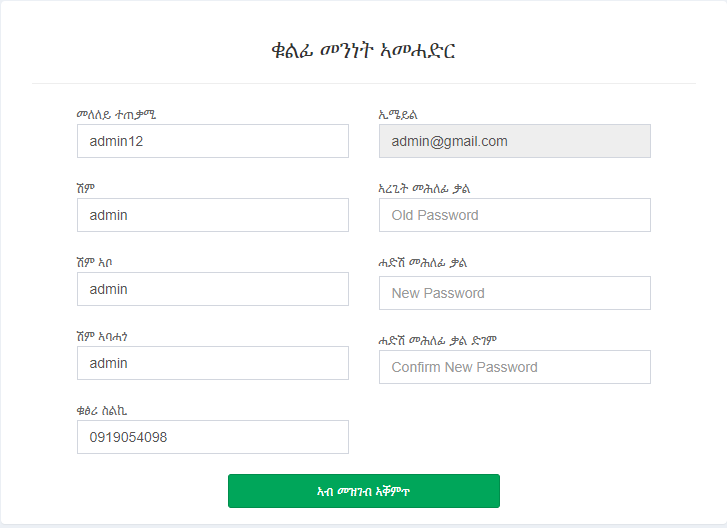 ቁልፊ መንነት ኣመሓድር
መለለይ ተጠቃሚ
admin12
ሽም
admin
ሽም ኣቦ
admin
ሽም ኣባሓጎ
admin
ቁፅሪ ስልኪ
0919054098
ኢሜይል
admin@gmail.com
ኣረጊት መሕለፊ ቃል
Old Password
ሓድሽ መሕለፊ ቃል
New Password
ሓድሽ መሕለፊ ቃል ድገም
Confirm New Password
ኣብ መዝገብ ኣቐምጥ